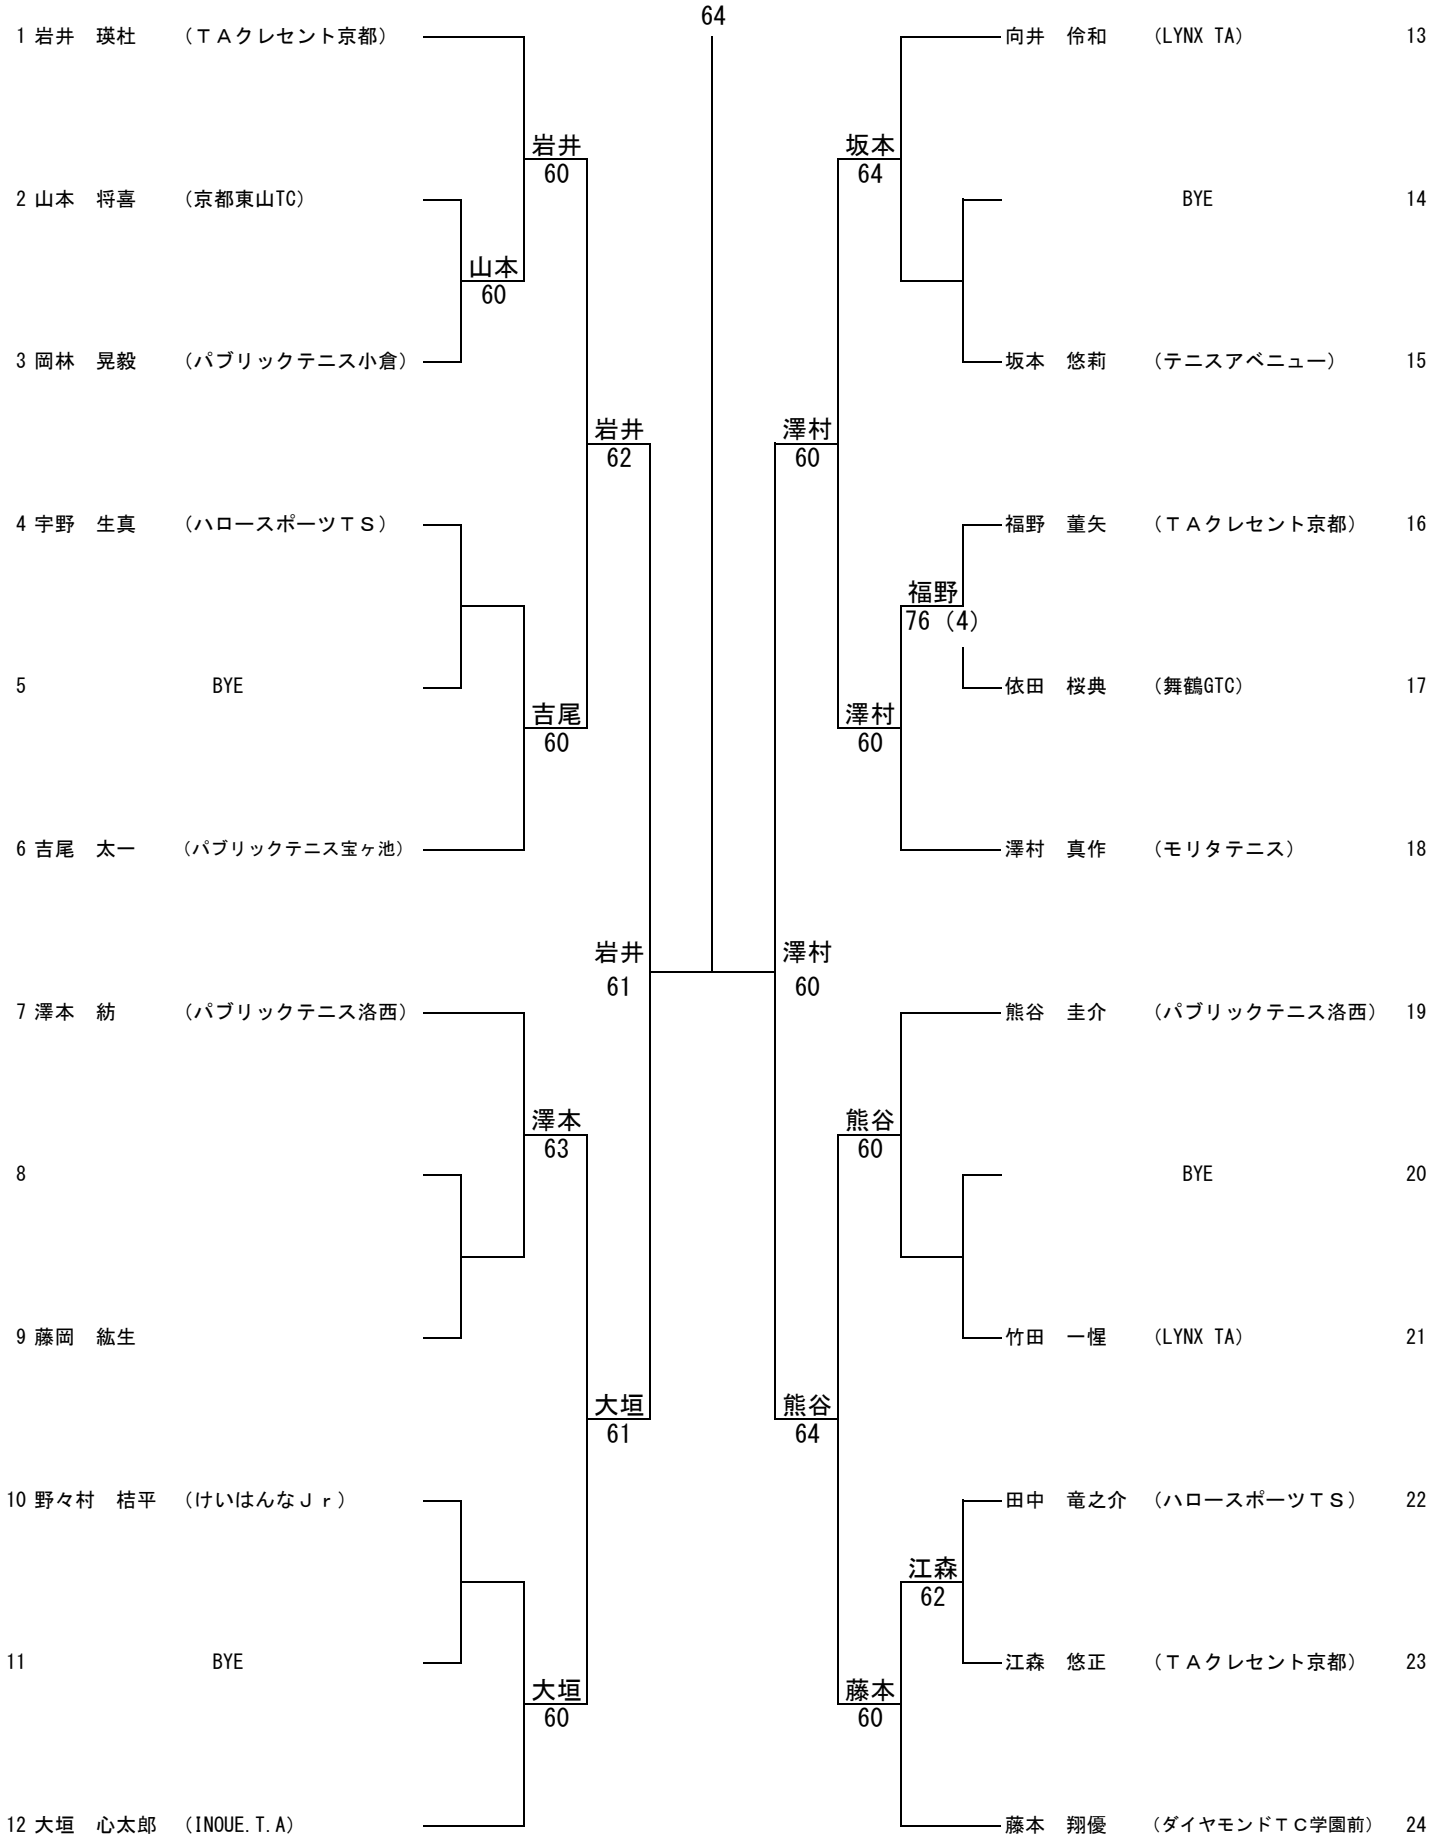 64
1 岩井　瑛杜　（ＴＡクレセント京都）
岩井
60
2 山本　将喜　（京都東山TC）
山本
60
3 岡林　晃毅　（パブリックテニス小倉）
岩井
62
4 宇野　生真　（ハロースポーツＴＳ）
5 BYE
吉尾
60
6 吉尾　太一　（パブリックテニス宝ヶ池）
岩井
61
7 澤本　紡　（パブリックテニス洛西）
澤本
63
8
9 藤岡　紘生
大垣
61
10 野々村　桔平　（けいはんなＪｒ）
11 BYE
大垣
60
12 大垣　心太郎　（INOUE.T.A）
向井　伶和　（LYNX TA） 13
坂本
64
BYE 14
坂本　悠莉　（テニスアベニュー） 15
澤村
60
福野　董矢　（ＴＡクレセント京都） 16
福野
76（4）
依田　桜典　（舞鶴GTC） 17
澤村
60
澤村　真作　（モリタテニス） 18
澤村
60
熊谷　圭介　（パブリックテニス洛西） 19
熊谷
60
BYE 20
竹田　一惺　（LYNX TA） 21
熊谷
64
田中　竜之介　（ハロースポーツＴＳ） 22
江森
62
江森　悠正　（ＴＡクレセント京都） 23
藤本
60
藤本　翔優　（ダイヤモンドＴＣ学園前） 24